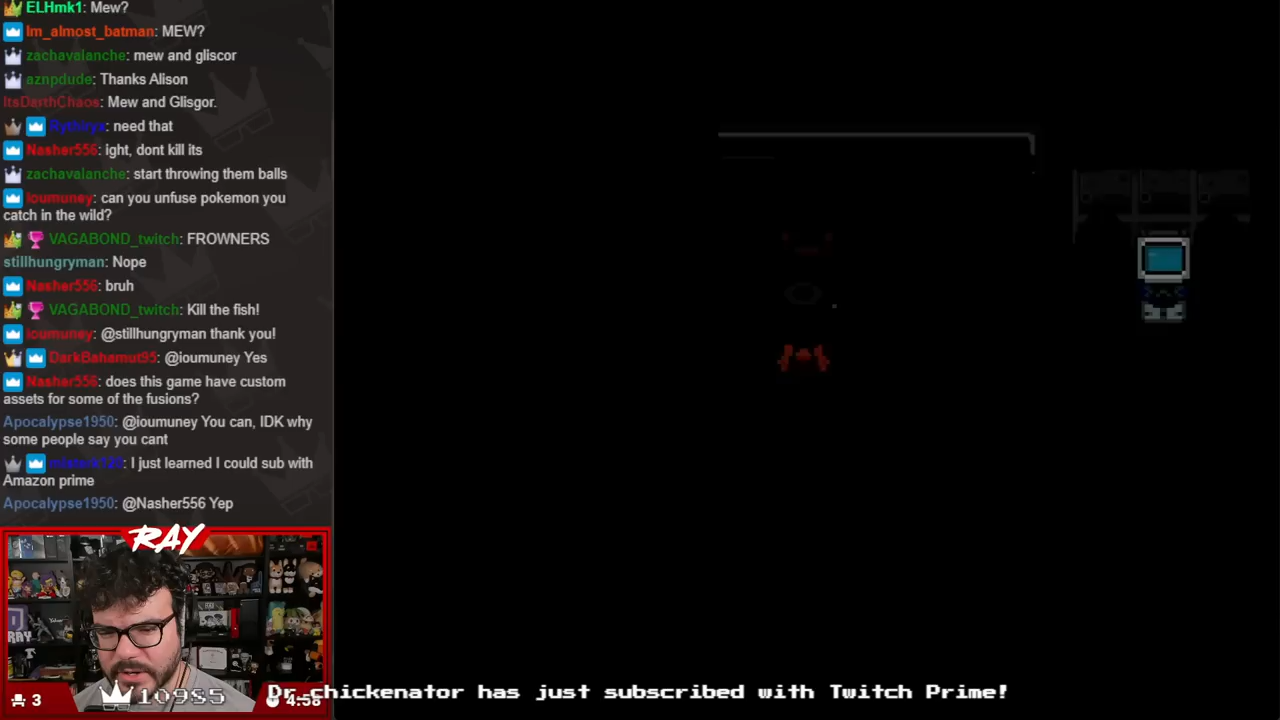 ELHmk1: Mew?
Im_almost_batman: MEW?
zachavalanche: mew and gliscor
aznpdude: Thanks Alison
ItsDarthChaos: Mew and Glisgor.
Rythiryx: need that
Nasher556: ight, dont kill its
zachavalanche: start throwing them balls
ioumuney: can you unfuse pokemon you
catch in the wild?
VAGABOND_twitch: FROWNERS
stillhungryman: Nope
Nasher556: bruh
VAGABOND_twitch: Kill the fish!
ioumuney: @stillhungryman thank you!
DarkBahamut95: @ioumuney Yes
Nasher556: does this game have custom
assets for some of the fusions?
Apocalypse1950: @ioumuney You can, IDK why
some people say you cant
: I just learned I could sub with
Amazon prime
Apocalypse1950: @Nasher556 Yep
RAY
RAY
3
10985
4:58
Dr_chickenator has just subscribed with Twitch Prime!